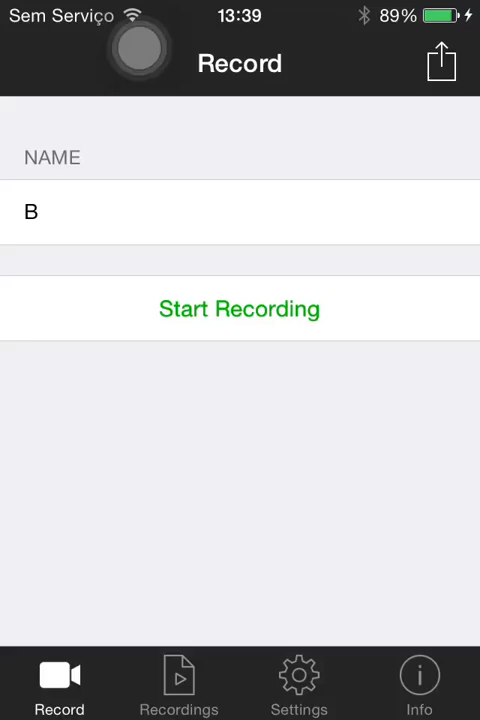 Sem Serviço 13:39 89%
Record
NAME
B
Start Recording
Record Recordings Settings Info